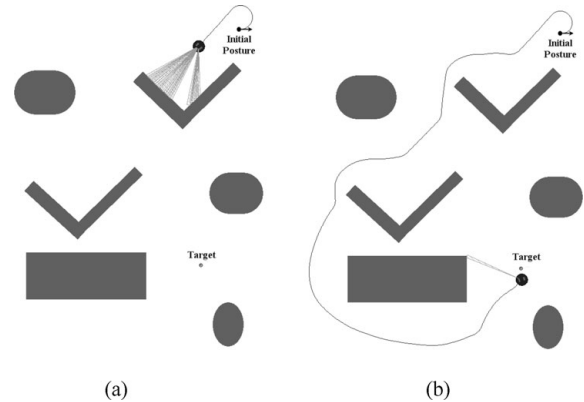 Initial
Posture
Target
(a)
Initial
Posture
Target
(b)